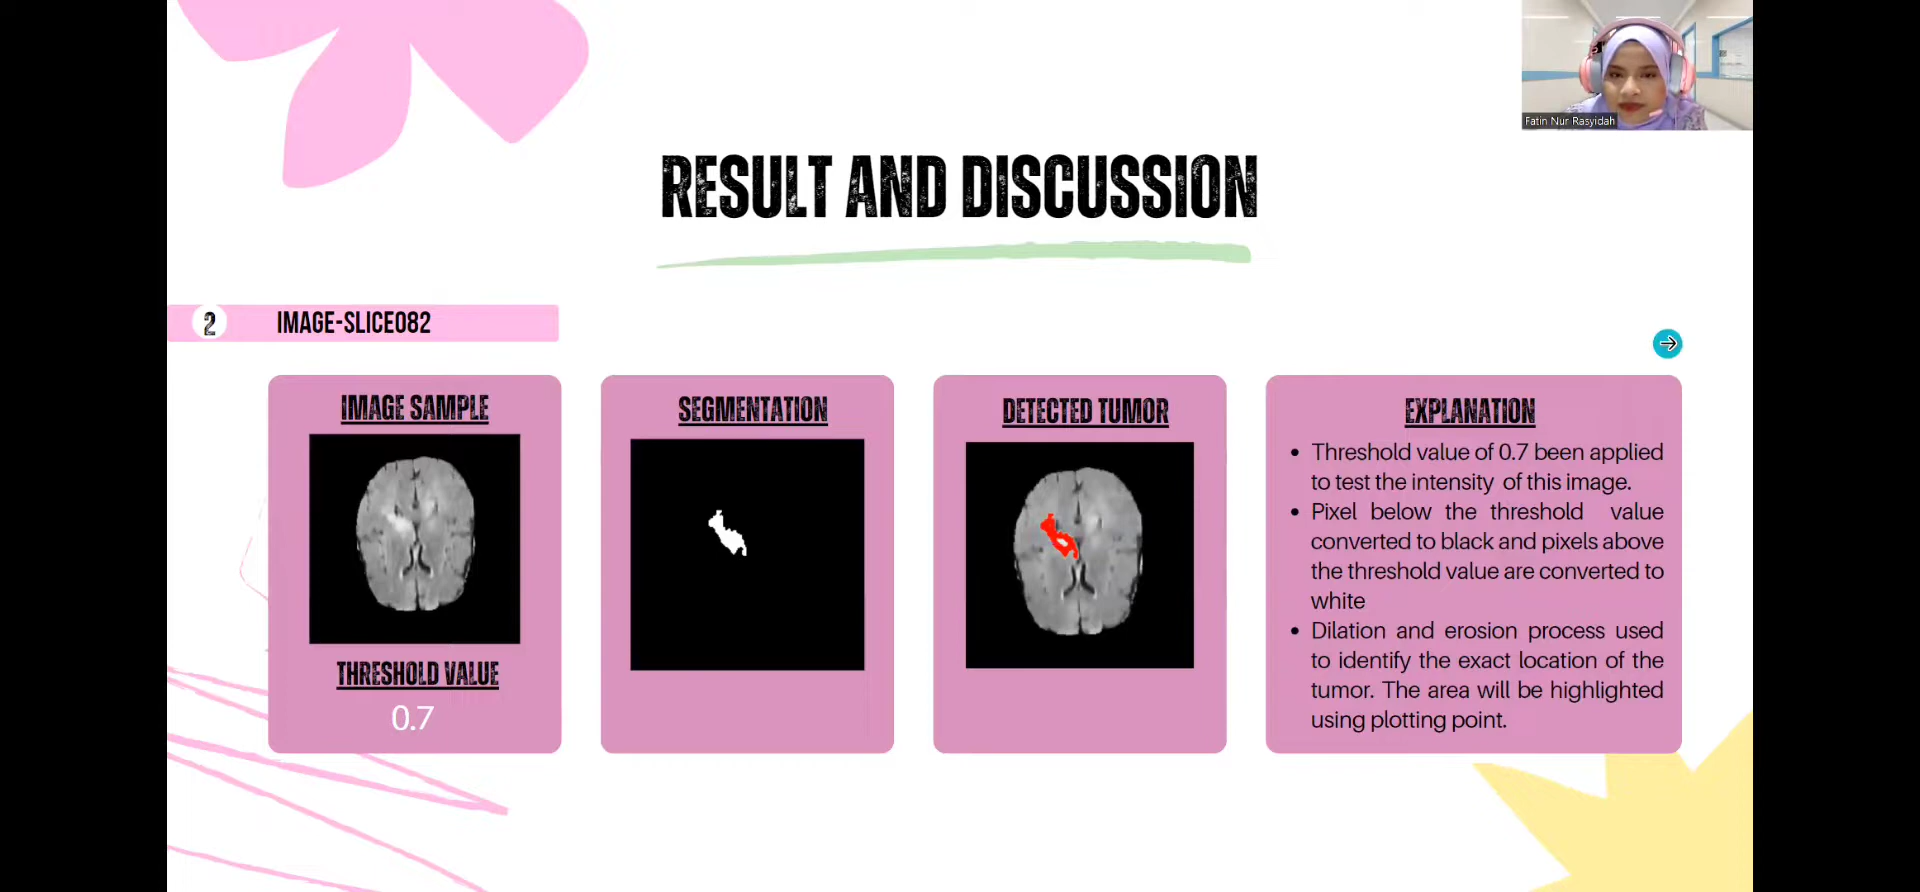 Fatin Nur Rasyidah
RESULT AND DISCUSSION
2 IMAGE-SLICE082
IMAGE SAMPLE
THRESHOLD VALUE
0.7
SEGMENTATION
DETECTED TUMOR
EXPLANATION
• Threshold value of 0.7 been applied
to test the intensity of this image.
• Pixel below the threshold value
converted to black and pixels above
the threshold value are converted to
white
• Dilation and erosion process used
to identify the exact location of the
tumor. The area will be highlighted
using plotting point.